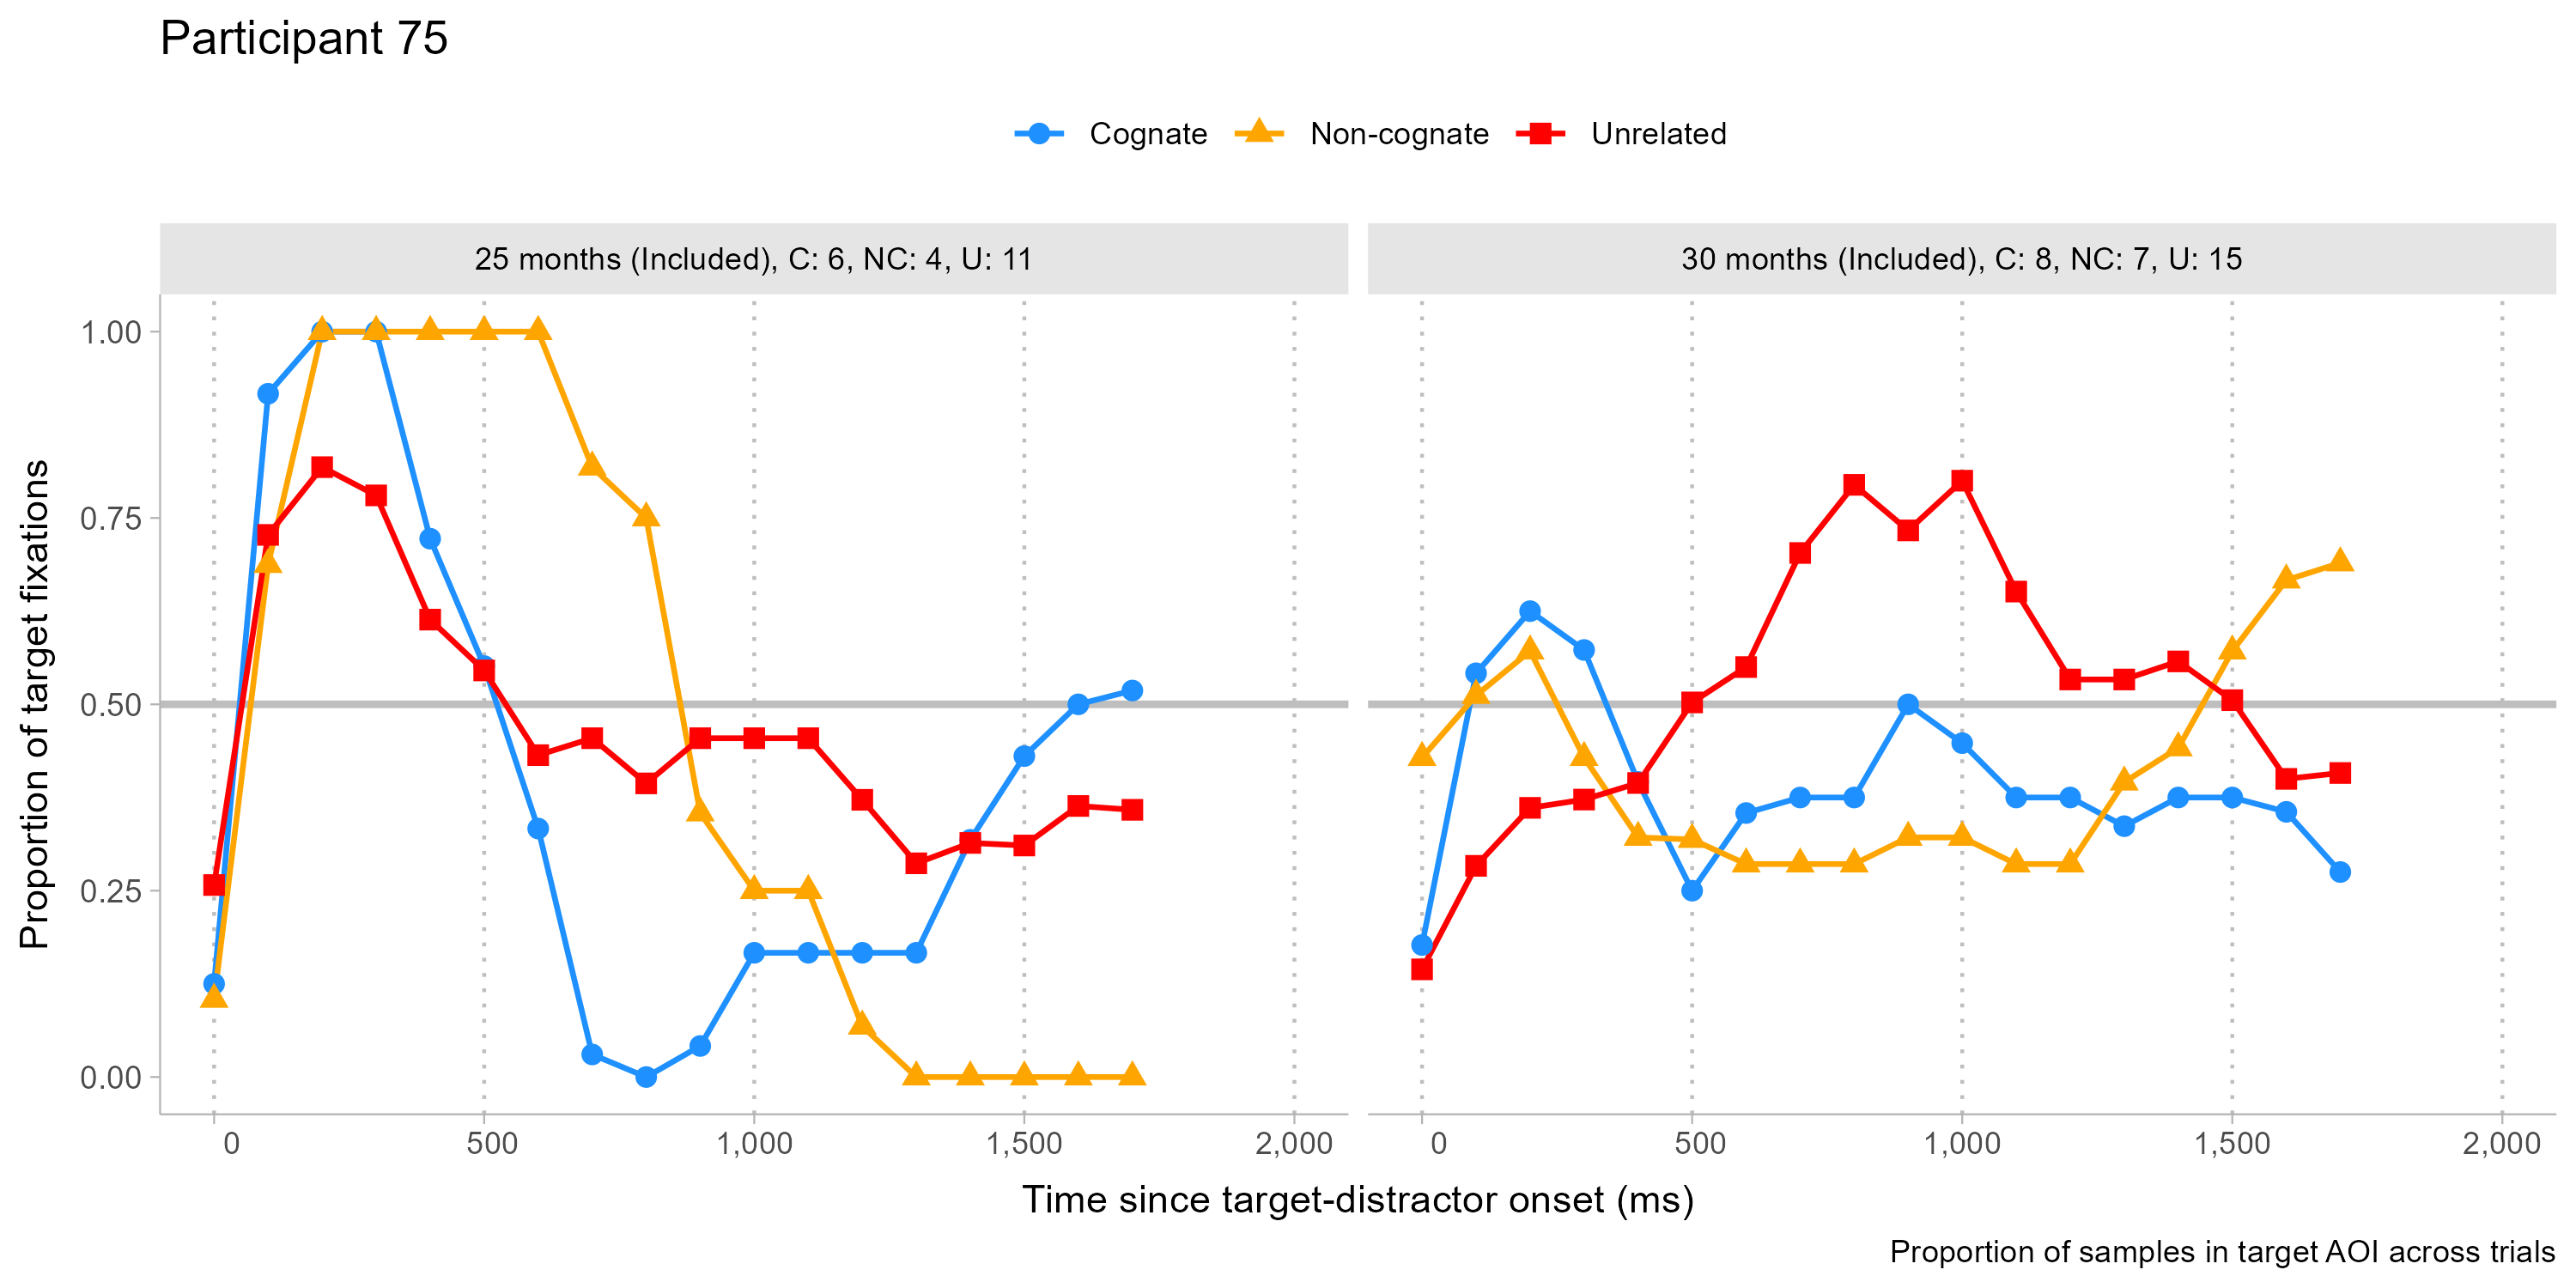 Participant 75
Cognate Non-cognate Unrelated
25 months (Included), C: 6, NC: 4, U: 11
30 months (Included), C: 8, NC: 7, U: 15
Proportion of target fixations
1.00
0.75
0.50
0.25
0.00
0 500 1,000 1,500 2,000
0 500 1,000 1,500 2,000
Time since target-distractor onset (ms)
Proportion of samples in target AOI across trials